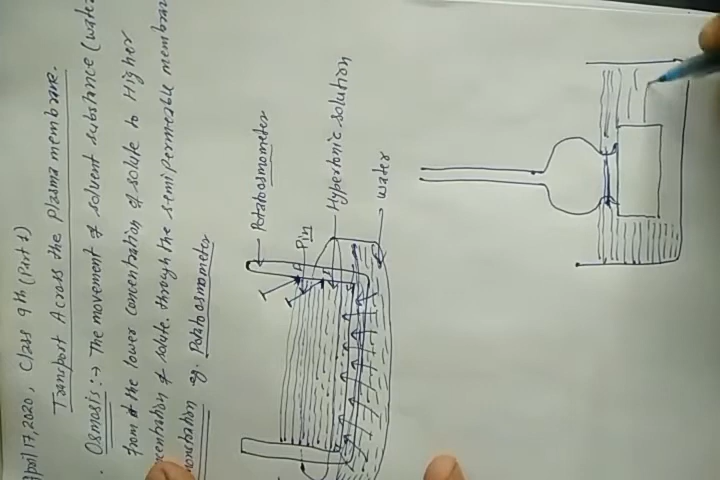 April 17, 2020, Class 9th (Part 1)
Transport Across the Plasma membrane.
Osmosis:→ The movement of solvent substance (water
from the lower concentration of solute to Higher
concentration of solute. through the semipermeable membrane
eg. Potatoosmometer
Potatoosmometer
Pin
Hypertonic solution
water